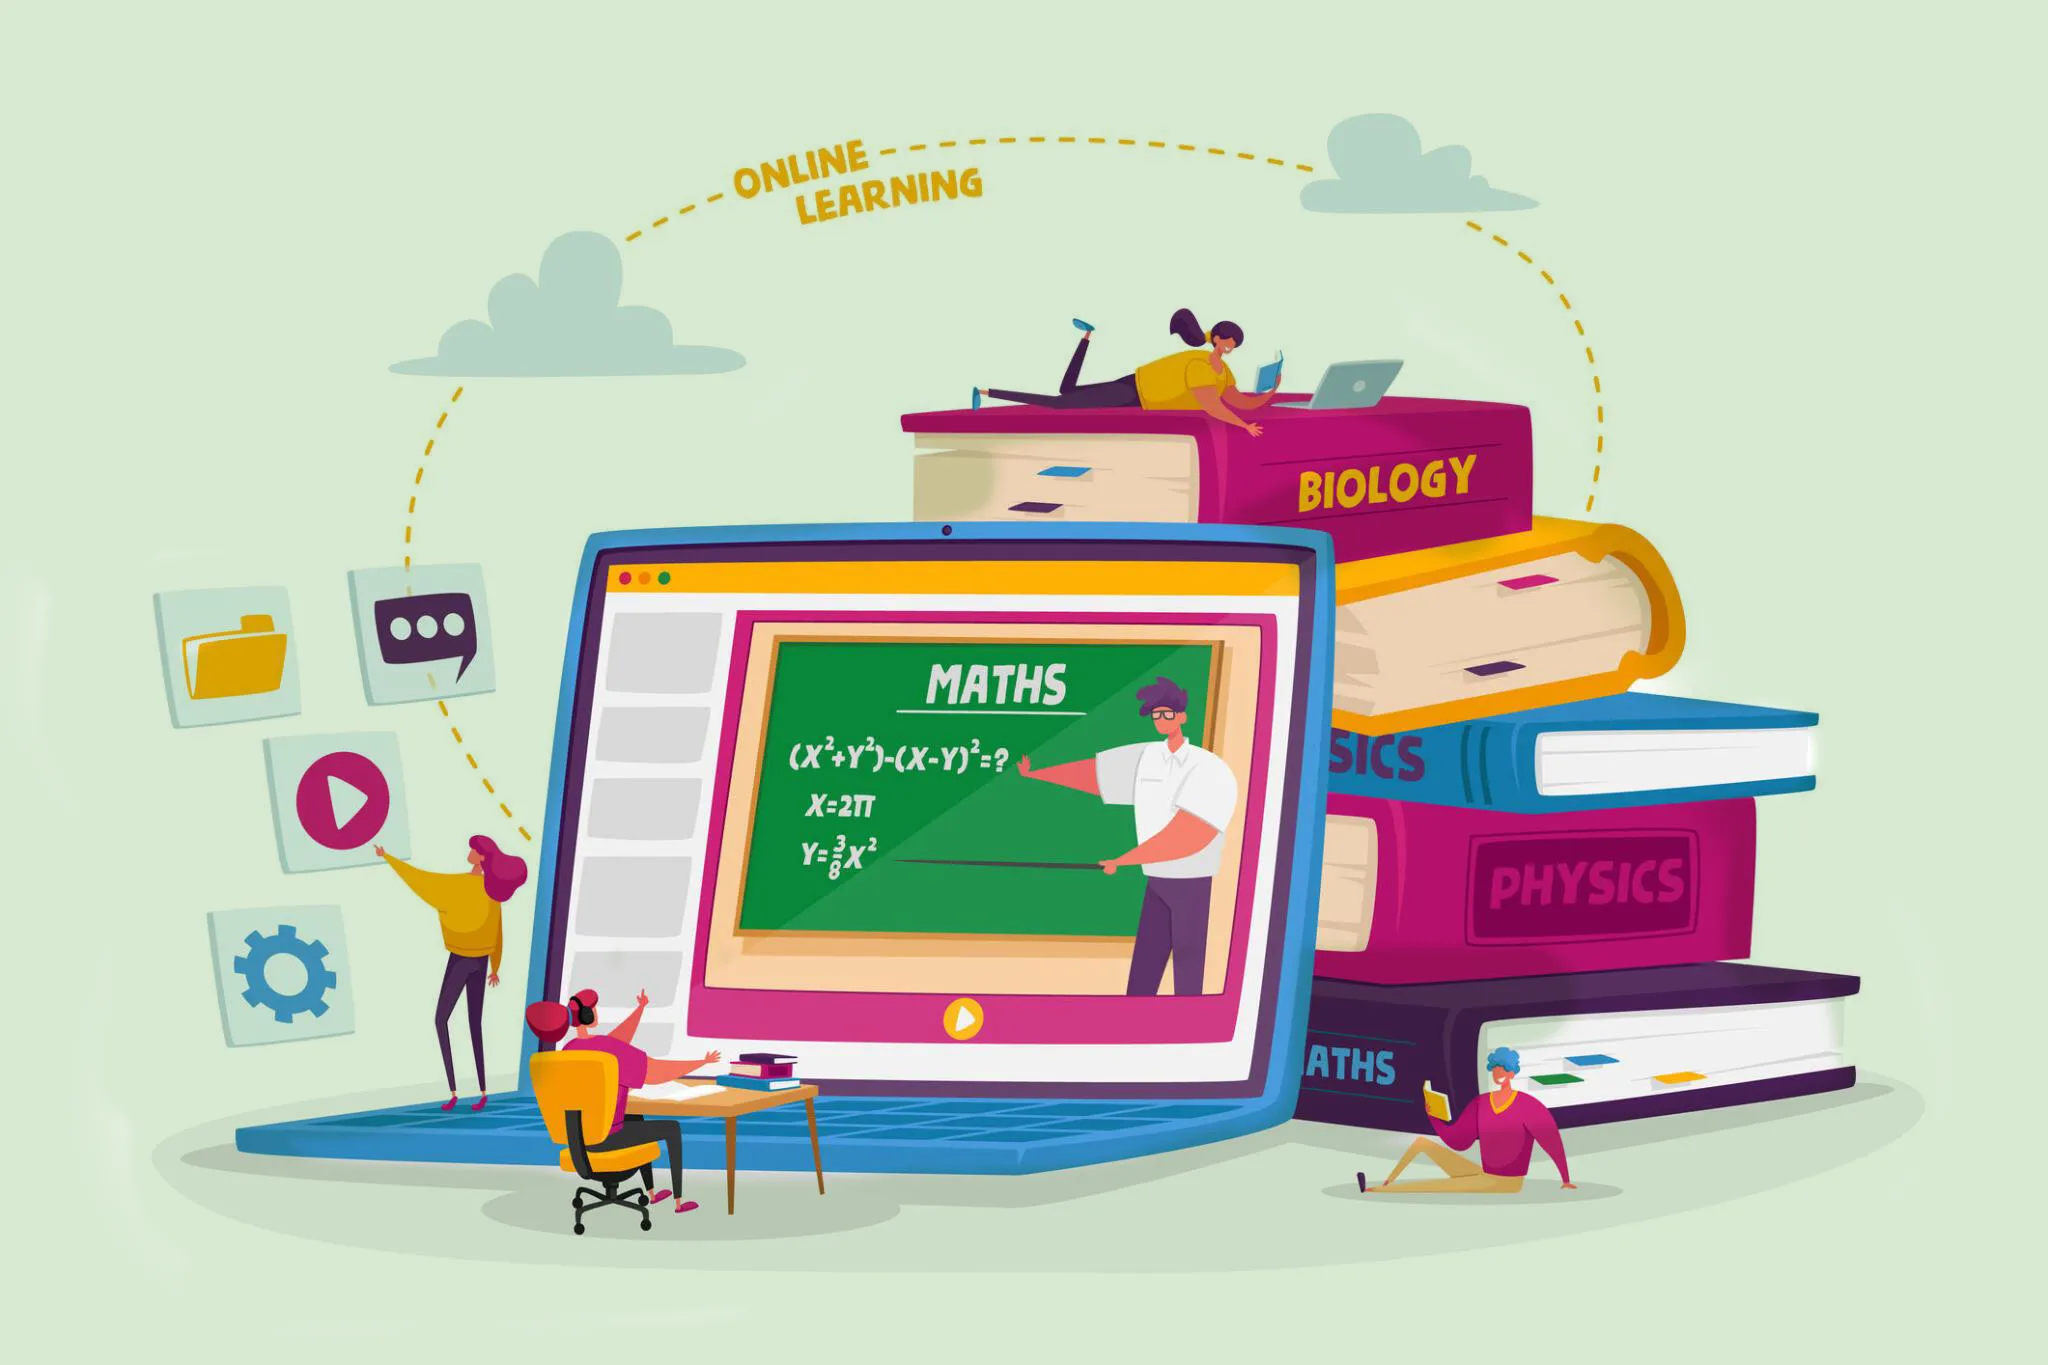 ONLINE
LEARNING
BIOLOGY
MATHS
(X²+Y²)-(X-Y)²=?
X=2π
Y=3/8X²
SICS
PHYSICS
ATHS